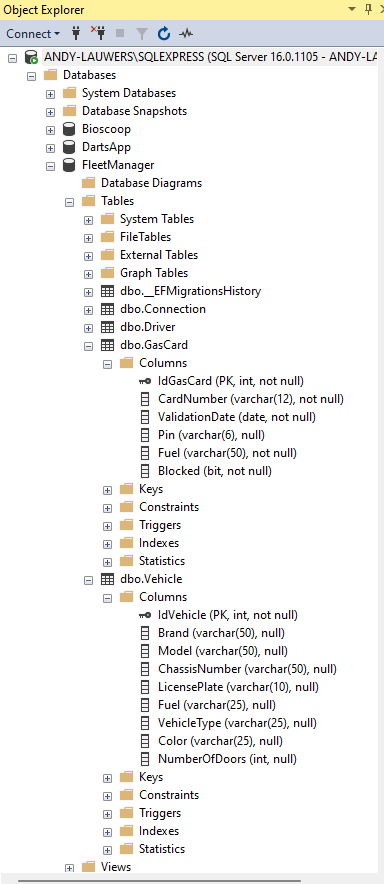 Object Explorer
Connect
ANDY-LAUWERS\SQLEXPRESS (SQL Server 16.0.1105 - ANDY-LA
Databases
System Databases
Database Snapshots
Bioscoop
DartsApp
FleetManager
Database Diagrams
Tables
System Tables
FileTables
External Tables
Graph Tables
dbo.__EFMigrationsHistory
dbo.Connection
dbo.Driver
dbo.GasCard
Columns
IdGasCard (PK, int, not null)
CardNumber (varchar(12), not null)
ValidationDate (date, not null)
Pin (varchar(6), null)
Fuel (varchar(50), not null)
Blocked (bit, not null)
Keys
Constraints
Triggers
Indexes
Statistics
dbo.Vehicle
Columns
IdVehicle (PK, int, not null)
Brand (varchar(50), null)
Model (varchar(50), null)
ChassisNumber (varchar(50), null)
LicensePlate (varchar(10), null)
Fuel (varchar(25), null)
VehicleType (varchar(25), null)
Color (varchar(25), null)
NumberOfDoors (int, null)
Keys
Constraints
Triggers
Indexes
Statistics
Views